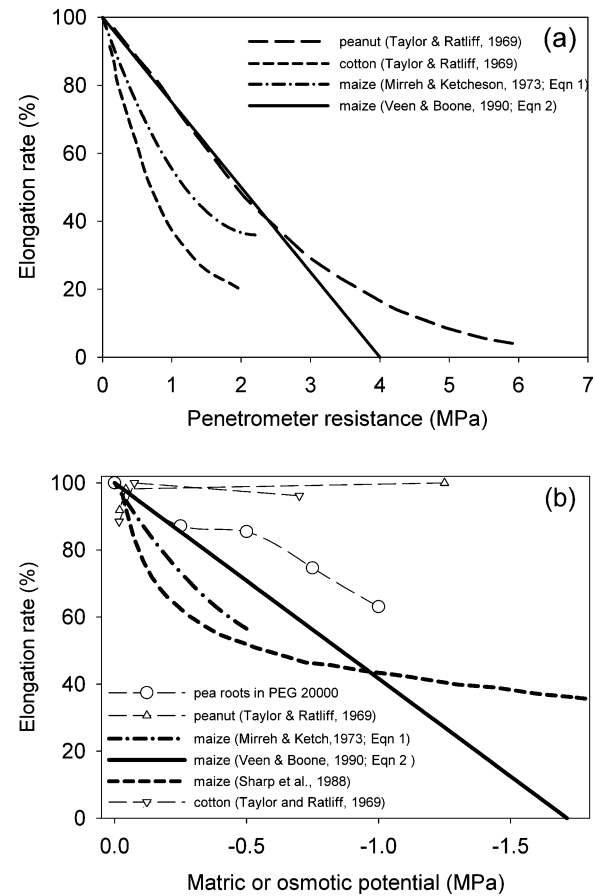 100
80
60
40
20
0
Elongation rate (%)
(a)
peanut (Taylor & Ratliff, 1969)
cotton (Taylor & Ratliff, 1969)
maize (Mirreh & Ketcheson, 1973; Eqn 1)
maize (Veen & Boone, 1990; Eqn 2)
0 1 2 3 4 5 6 7
Penetrometer resistance (MPa)
100
80
60
40
20
0
Elongation rate (%)
(b)
pea roots in PEG 20000
peanut (Taylor & Ratliff, 1969)
maize (Mirreh & Ketch,1973; Eqn 1)
maize (Veen & Boone, 1990; Eqn 2 )
maize (Sharp et al., 1988)
cotton (Taylor and Ratliff, 1969)
0.0 -0.5 -1.0 -1.5
Matric or osmotic potential (MPa)